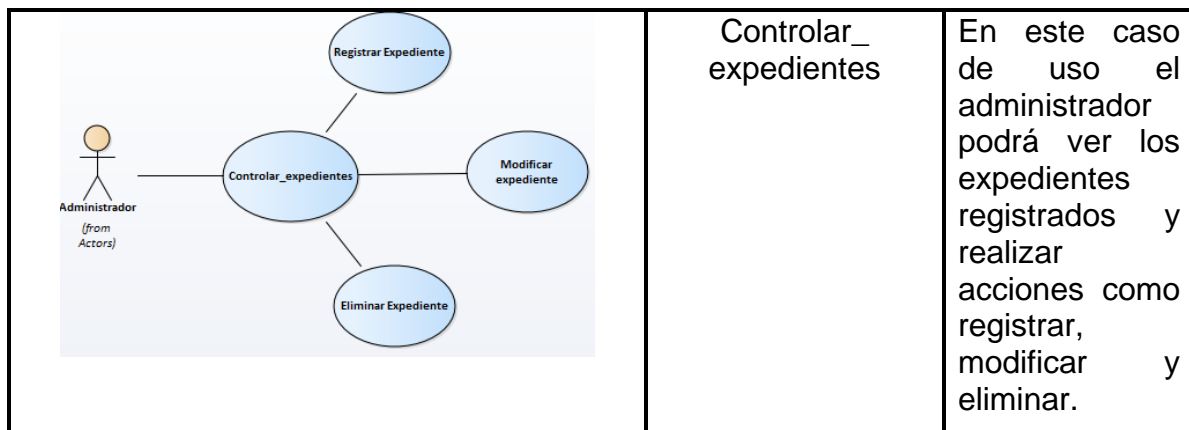 Registrar Expediente
Controlar_expedientes
Modificar
expediente
Administrador
(from
Actors)
Eliminar Expediente
Controlar_
expedientes
En este caso
de uso el
administrador
podrá ver los
expedientes
registrados y
realizar
acciones como
registrar,
modificar y
eliminar.